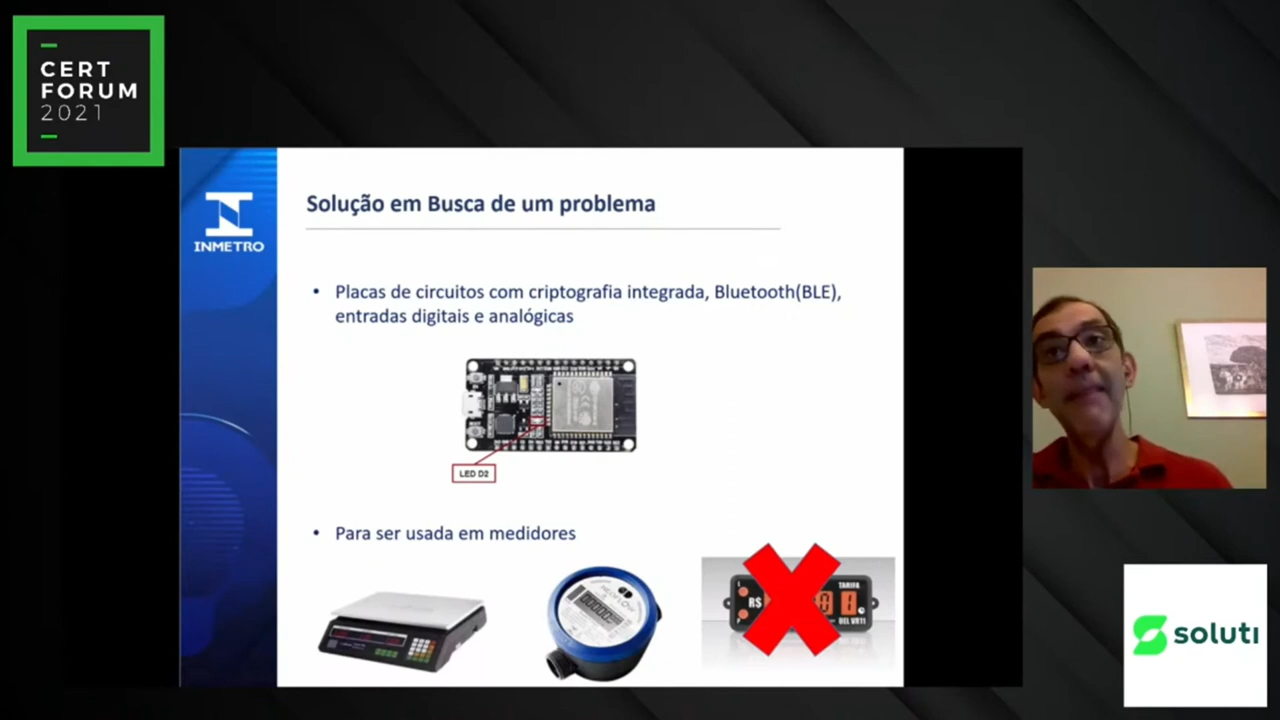 CERT
FORUM
2021
INMETRO
Solução em Busca de um problema
• Placas de circuitos com criptografia integrada, Bluetooth(BLE),
entradas digitais e analógicas
LED D2
• Para ser usada em medidores
RS
TARIFA
soluti